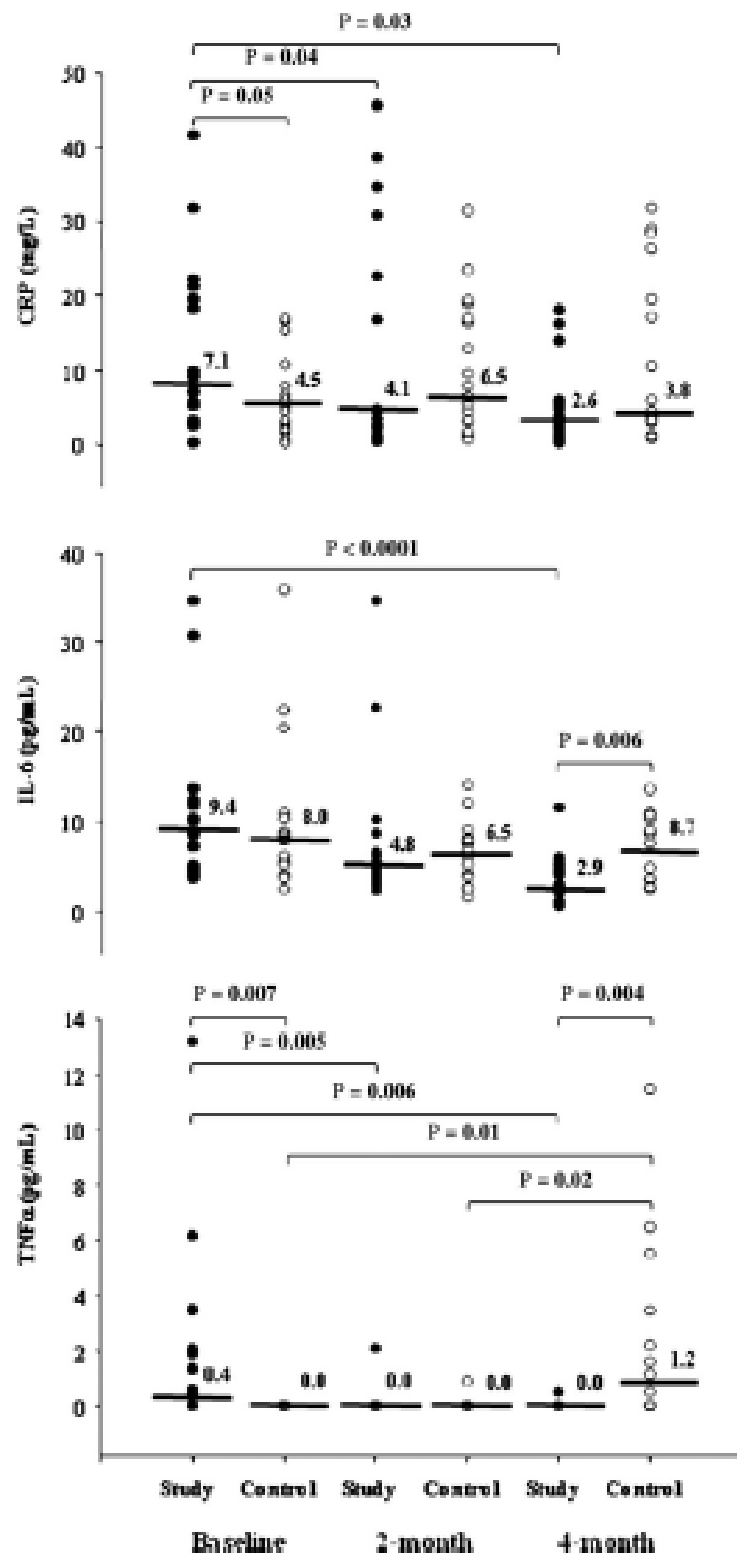 P = 0.03
P = 0.04
P = 0.05
50
40
30
20
10
0
CRP (mg/L)
7.1
4.5
4.1
6.5
2.6
3.8
P < 0.0001
40
30
20
10
0
IL-6 (pg/mL)
P = 0.006
9.4
8.0
4.8
6.5
2.9
8.7
P = 0.007
P = 0.004
P = 0.005
P = 0.006
P = 0.01
P = 0.02
14
12
10
8
6
4
2
0
TNFα (pg/mL)
0.4
0.0
0.0
0.0
0.0
1.2
Study Control Study Control Study Control
Baseline 2-month 4-month